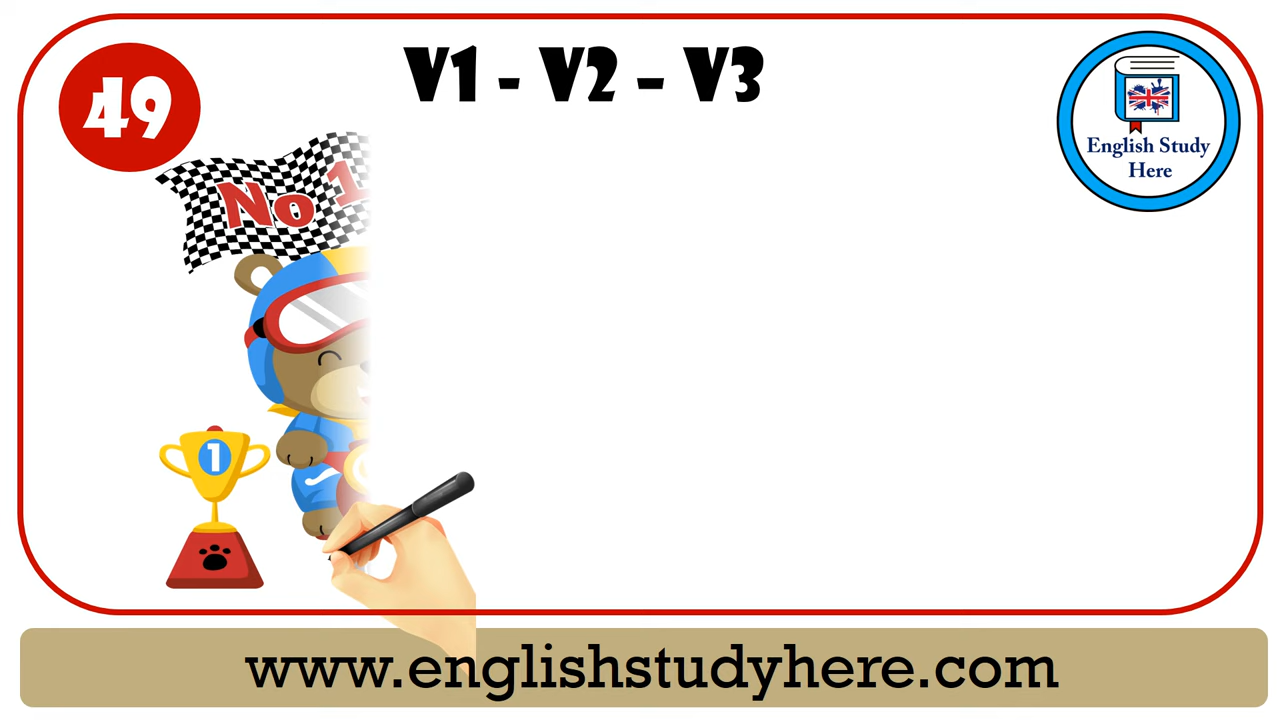 49
V1 - V2 – V3
English Study
Here
No 1
1
www.englishstudyhere.com